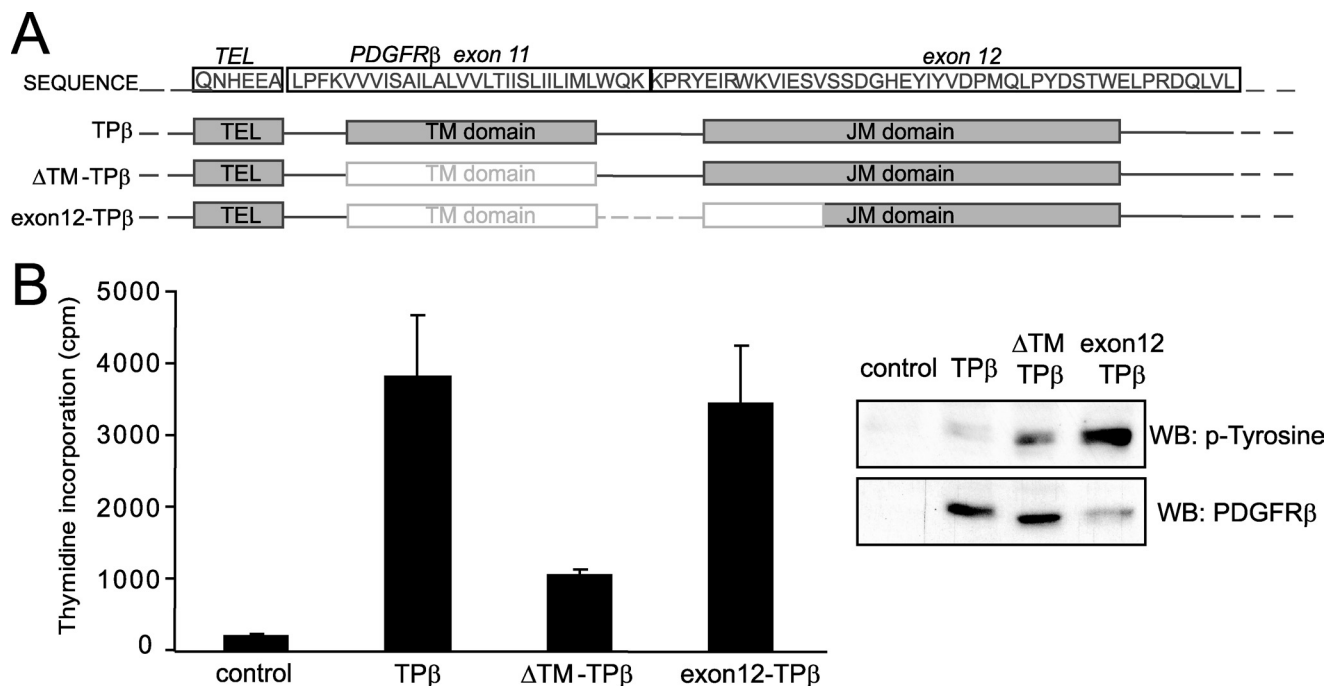 A
TEL PDGFRβ exon 11 exon 12
SEQUENCE QNHEEA LPFKVVVISAILALVVLTIISLIILIMLWQK KPRYEIRWKVIESVSSDGHEYIYVDPMQLPYDSTWELPRDQLVL
TPβ TEL TM domain JM domain
ΔTM-TPβ TEL TM domain JM domain
exon12-TPβ TEL TM domain JM domain
B
Thymidine incorporation (cpm)
5000
4000
3000
2000
1000
0
control TPβ ΔTM-TPβ exon12-TPβ
control TPβ ΔTM TPβ exon12 TPβ
WB: p-Tyrosine
WB: PDGFRβ